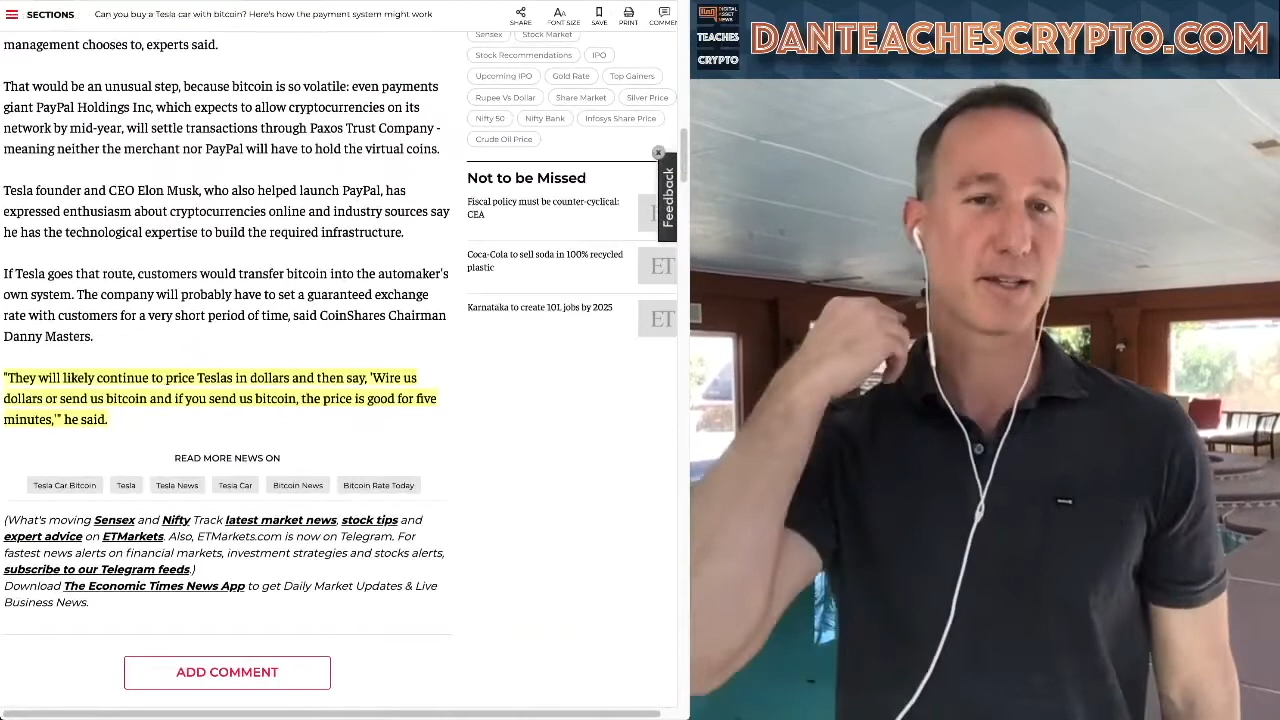 SECTIONS
Can you buy a Tesla car with bitcoin? Here's how the payment system might work
SHARE
AA
FONT SIZE
SAVE
PRINT
COMMEN
management chooses to, experts said.
That would be an unusual step, because bitcoin is so volatile: even payments
giant PayPal Holdings Inc, which expects to allow cryptocurrencies on its
network by mid-year, will settle transactions through Paxos Trust Company -
meaning neither the merchant nor PayPal will have to hold the virtual coins.
Tesla founder and CEO Elon Musk, who also helped launch PayPal, has
expressed enthusiasm about cryptocurrencies online and industry sources say
he has the technological expertise to build the required infrastructure.
If Tesla goes that route, customers would transfer bitcoin into the automaker's
own system. The company will probably have to set a guaranteed exchange
rate with customers for a very short period of time, said CoinShares Chairman
Danny Masters.
"They will likely continue to price Teslas in dollars and then say, 'Wire us
dollars or send us bitcoin and if you send us bitcoin, the price is good for five
minutes,'" he said.
READ MORE NEWS ON
Tesla Car Bitcoin
Tesla
Tesla News
Tesla Car
Bitcoin News
Bitcoin Rate Today
(What's moving Sensex and Nifty Track latest market news, stock tips and
expert advice on ETMarkets. Also, ETMarkets.com is now on Telegram. For
fastest news alerts on financial markets, investment strategies and stocks alerts,
subscribe to our Telegram feeds.)
Download The Economic Times News App to get Daily Market Updates & Live
Business News.
ADD COMMENT
Sensex
Stock Market
Stock Recommendations
IPO
Upcoming IPO
Gold Rate
Top Gainers
Rupee Vs Dollar
Share Market
Silver Price
Nifty 50
Nifty Bank
Infosys Share Price
Crude Oil Price
Not to be Missed
Fiscal policy must be counter-cyclical:
CEA
Coca-Cola to sell soda in 100% recycled
plastic
ET
Karnataka to create 101 jobs by 2025
ET
Feedback
DIGITAL
ASSET
NEWS
TEACHES
CRYPTO
DANTEACHESCRYPTO.COM